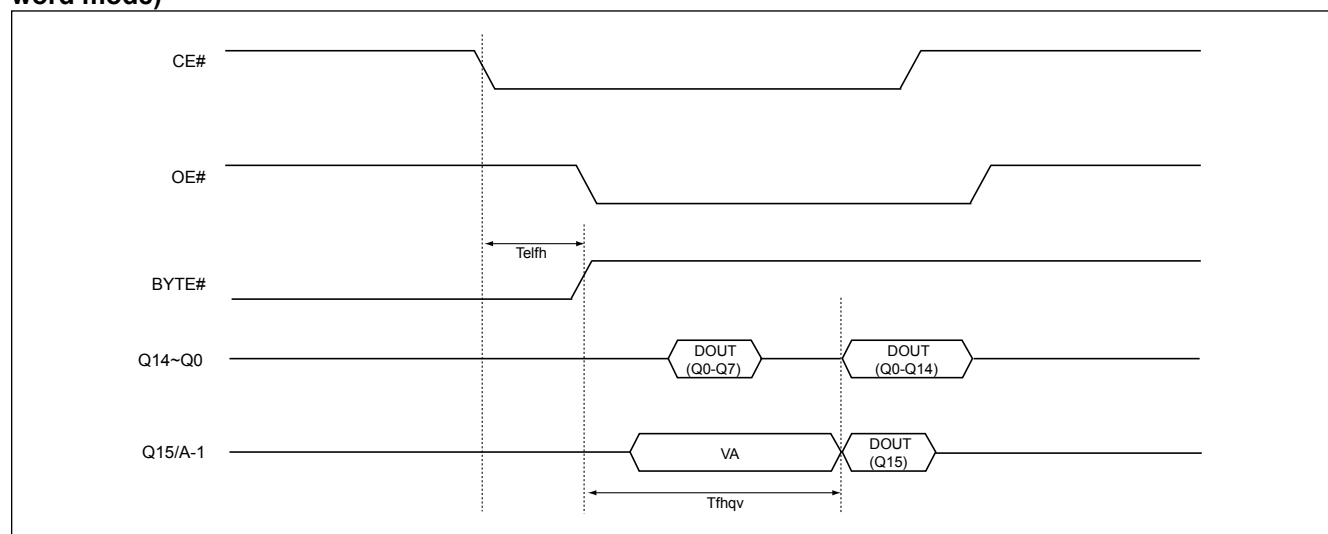 word mode)
CE#
OE#
Telfh
BYTE#
Q14~Q0
DOUT
(Q0-Q7)
DOUT
(Q0-Q14)
Q15/A-1
VA
DOUT
(Q15)
Tfhqv